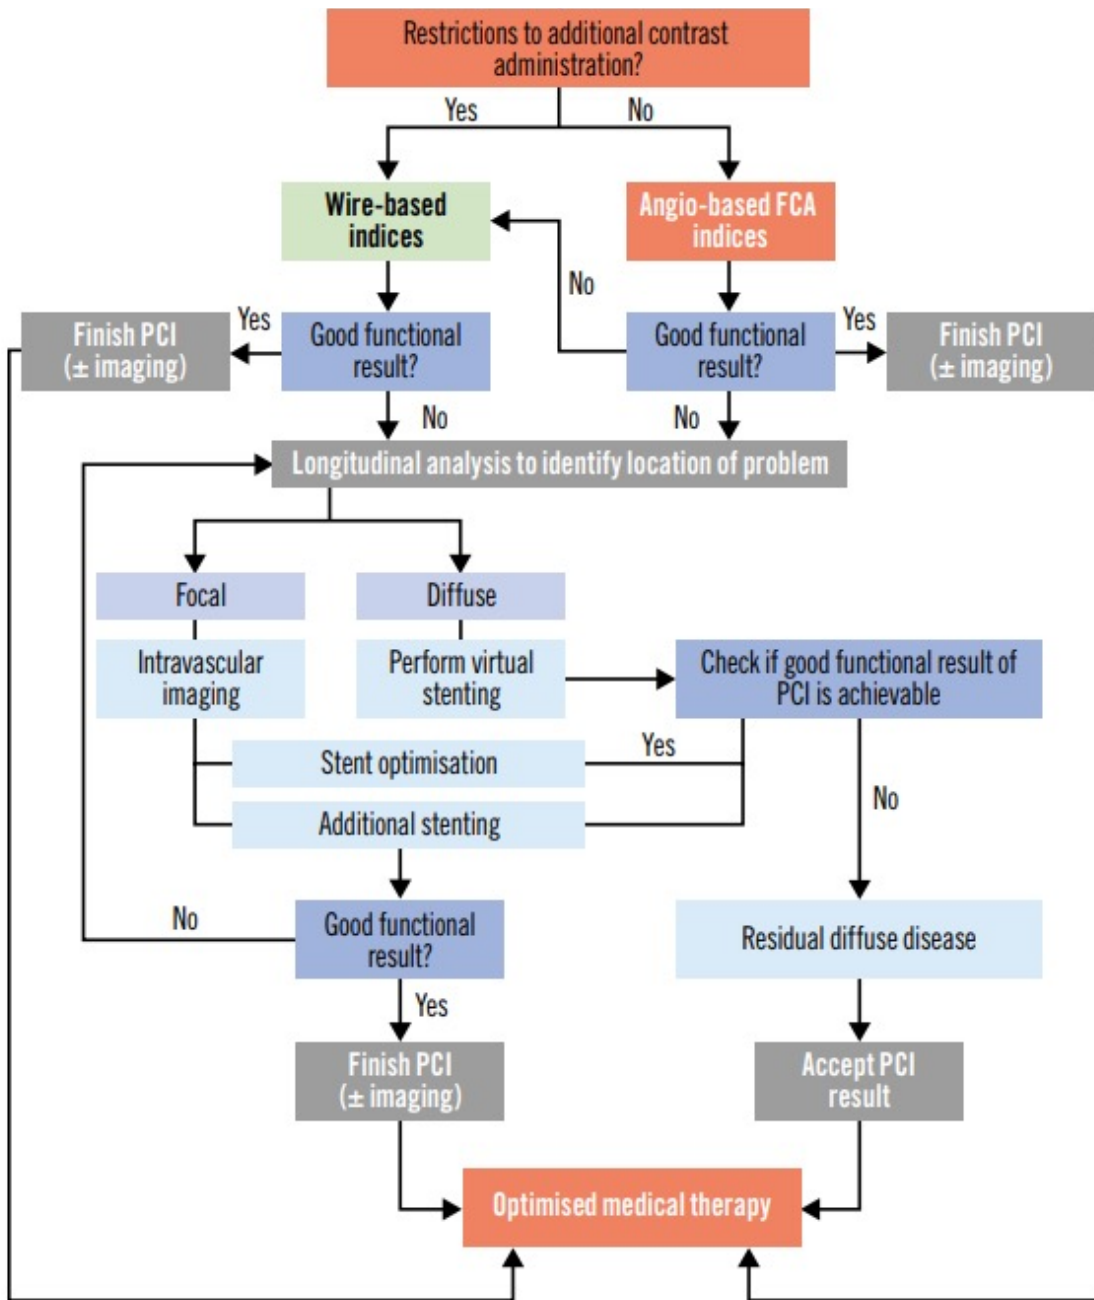 Restrictions to additional contrast
administration?
Yes
No
Wire-based
indices
Angio-based FCA
indices
No
Finish PCI
(± imaging)
Yes
Good functional
result?
Good functional
result?
Yes
Finish PCI
(± imaging)
No
No
Longitudinal analysis to identify location of problem
Focal
Diffuse
Intravascular
imaging
Perform virtual
stenting
Check if good functional result of
PCI is achievable
Stent optimisation
Yes
No
Additional stenting
No
Good functional
result?
Residual diffuse disease
Yes
Finish PCI
(± imaging)
Accept PCI
result
Optimised medical therapy